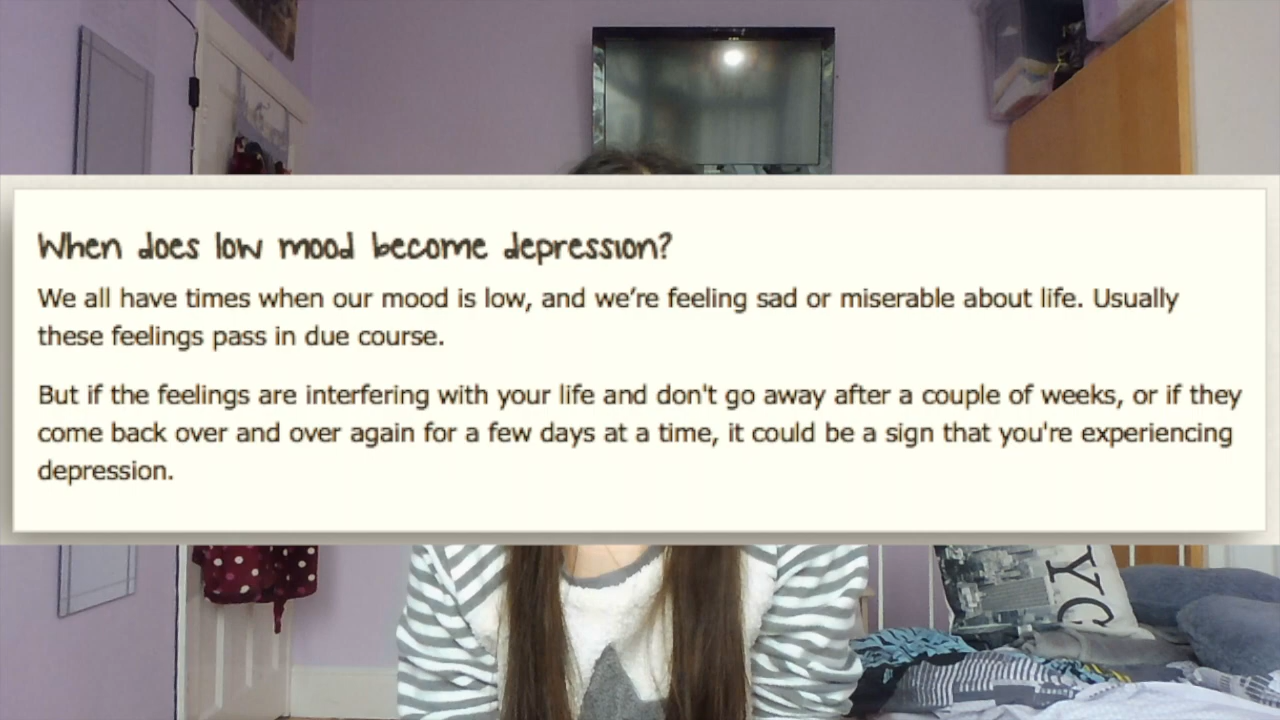 When does low mood become depression?
We all have times when our mood is low, and we're feeling sad or miserable about life. Usually
these feelings pass in due course.
But if the feelings are interfering with your life and don't go away after a couple of weeks, or if they
come back over and over again for a few days at a time, it could be a sign that you're experiencing
depression.
YC